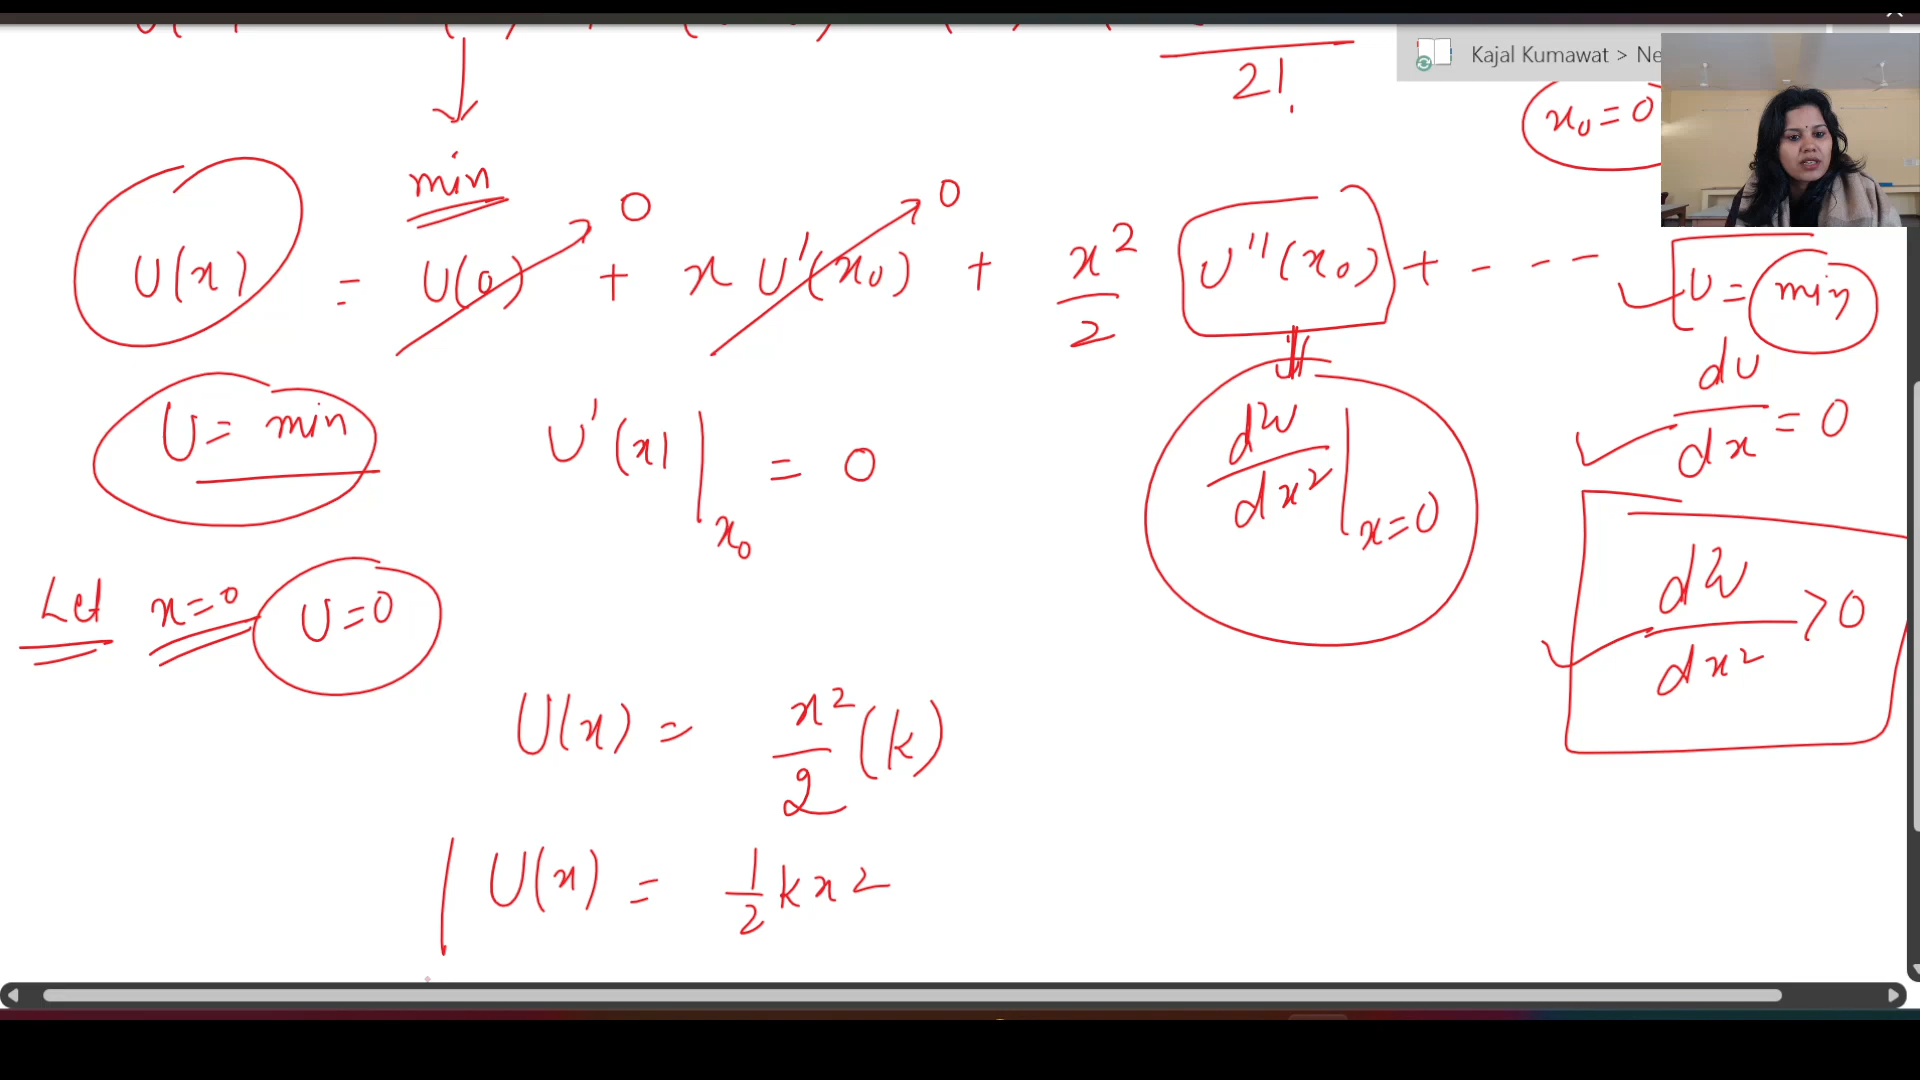 2!
Kajal Kumawat > Ne
x₀ = 0
min
U(x) = U(0) → 0 + x U'(x₀) → 0 + x²/2 U''(x₀) + - - -
U = min
dU/dx = 0
d²U/dx² > 0
U = min
U'(x)|x₀ = 0
d²U/dx²|x=0
Let x=0 U=0
U(x) = x²/2 (k)
U(x) = 1/2 kx²